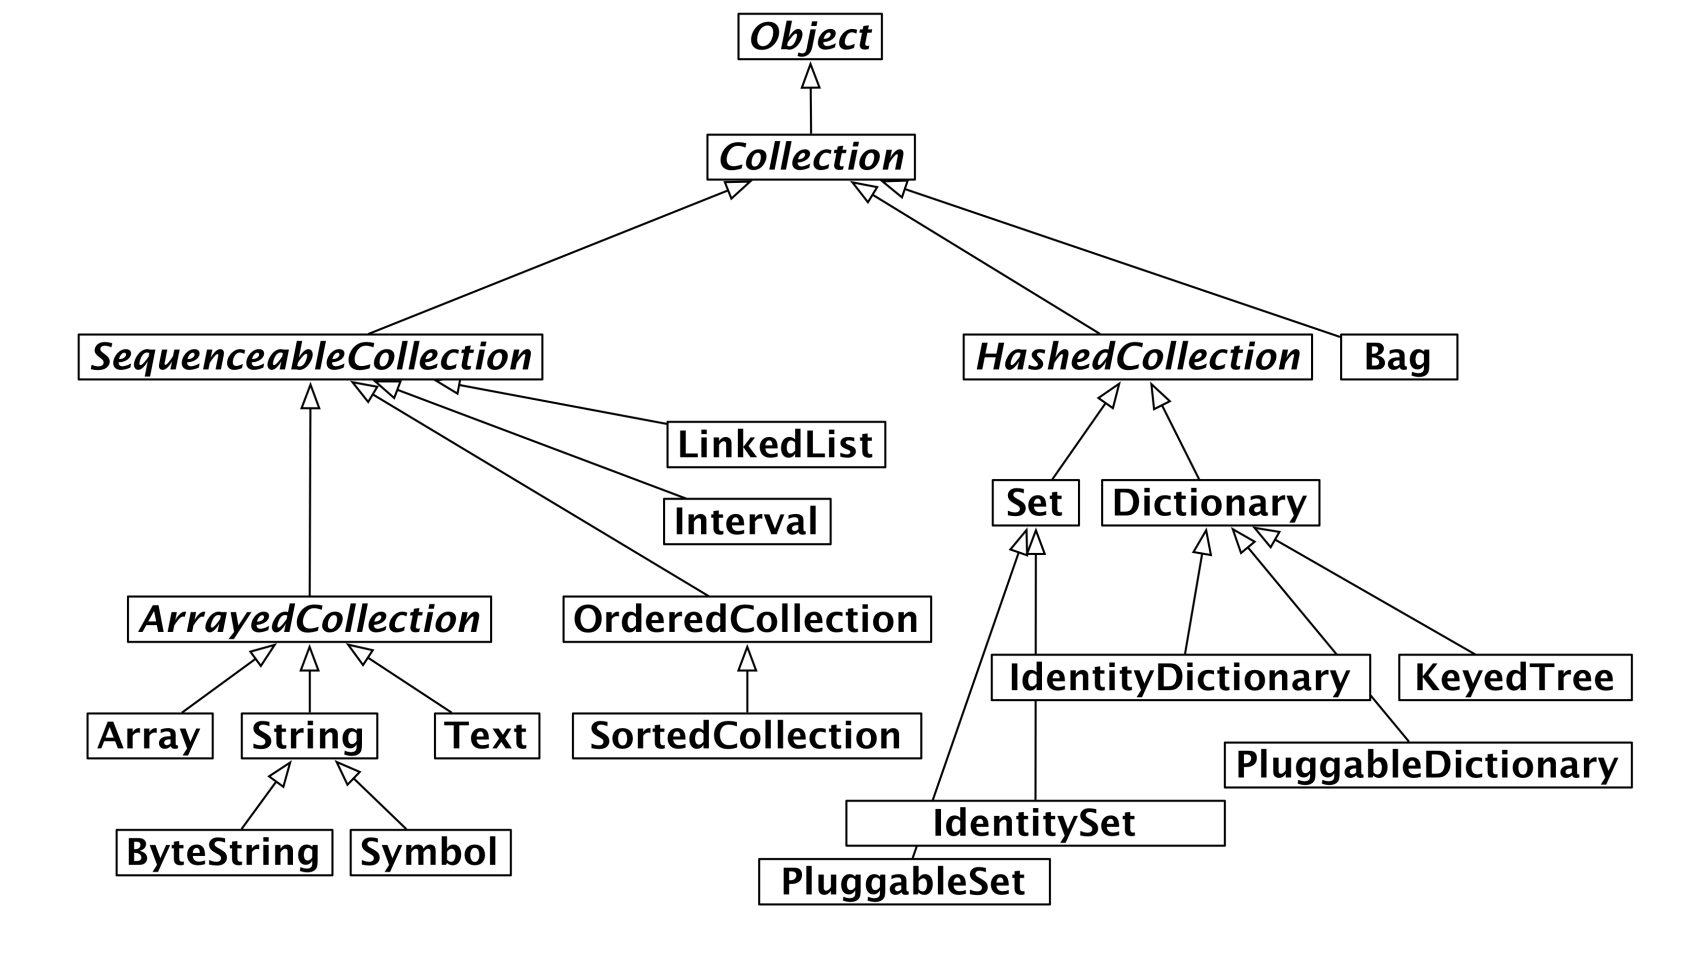 Object
Collection
SequenceableCollection
HashedCollection
Bag
LinkedList
Set
Dictionary
Interval
ArrayedCollection
OrderedCollection
IdentityDictionary
KeyedTree
Array
String
Text
SortedCollection
PluggableDictionary
IdentitySet
ByteString
Symbol
PluggableSet